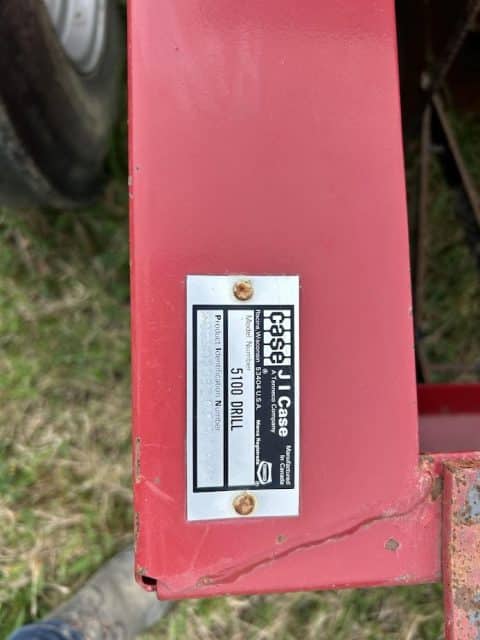 case
J I Case
A Tenneco Company
Manufactured
In Canada
Racine, Wisconsin 53404 U.S.A.
Marca Registrada
®
Model Number
5100 DRILL
Product Identification Number